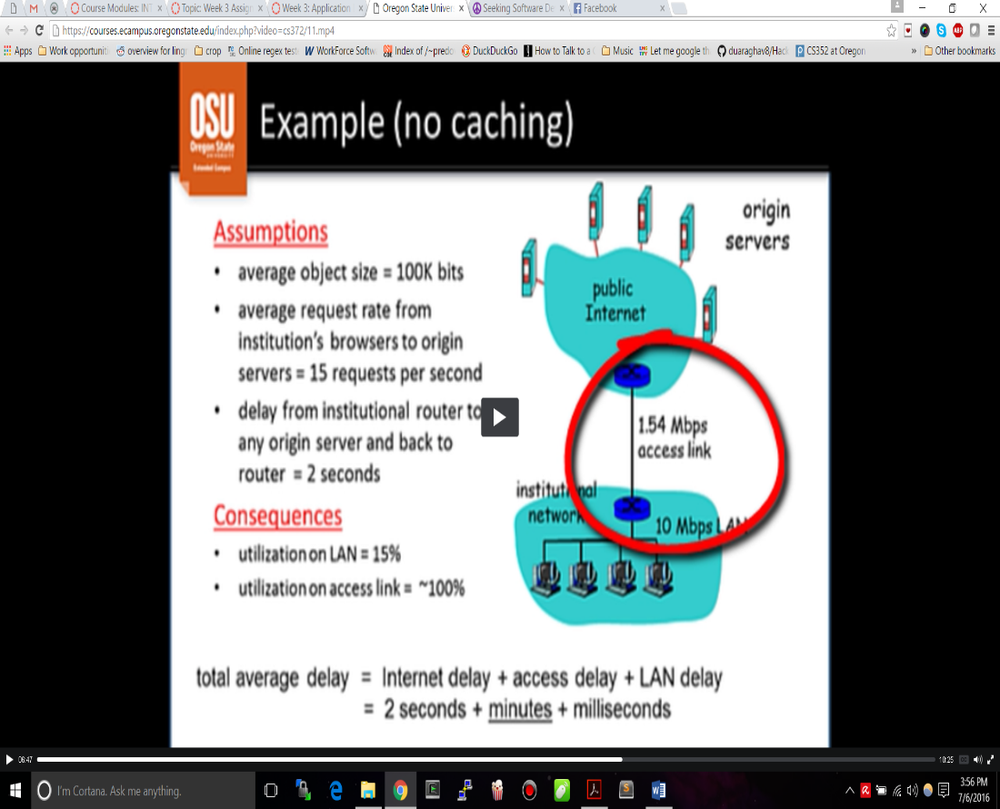 Course Modules: INT
Topic: Week 3 Assign
Week 3: Application
Oregon State Univer
Seeking Software De
Facebook
https://courses.ecampus.oregonstate.edu/index.php?video=cs372/11.mp4
Apps
Work opportuniti
overview for lingr
crop
Online regex test
WorkForce Softw
Index of /~predo
DuckDuckGo
How to Talk to a
Music
Let me google th
duaraghav8/Hack
CS352 at Oregon
»
Other bookmarks
OSU
Oregon State
UNIVERSITY
Extended Campus
Example (no caching)
Assumptions
• average object size = 100K bits
• average request rate from
institution's browsers to origin
servers = 15 requests per second
• delay from institutional router to
any origin server and back to
router = 2 seconds
Consequences
• utilization on LAN = 15%
• utilization on access link = ~100%
origin
servers
public
Internet
1.54 Mbps
access link
institutional
network
10 Mbps LAN
total average delay = Internet delay + access delay + LAN delay
= 2 seconds + minutes + milliseconds
06:47
10:25
I'm Cortana. Ask me anything.
3:56 PM
7/6/2016